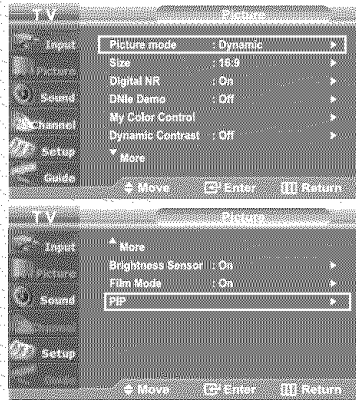 TV Picture
Input
Picture
Sound
Channel
Setup
Guide
Picture mode : Dynamic
Size : 16:9
Digital NR : On
DNIe Demo : Off
My Color Control
Dynamic Contrast : Off
More
Move Enter Return
TV Picture
Input
Picture
Sound
Channel
Setup
Guide
More
Brightness Sensor : On
Film Mode : On
PIP
Move Enter Return